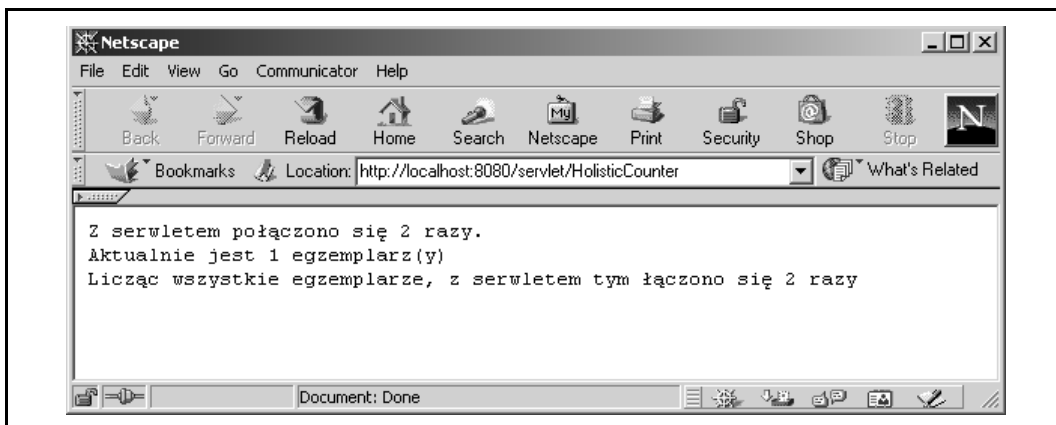 Netscape
File Edit View Go Communicator Help
Back Forward Reload Home Search My Netscape Print Security Shop Stop N
Bookmarks Location: http://localhost:8080/servlet/HolisticCounter What's Related
Z serwletem połączono się 2 razy.
Aktualnie jest 1 egzemplarz(y)
Licząc wszystkie egzemplarze, z serwletem tym łączono się 2 razy
Document: Done